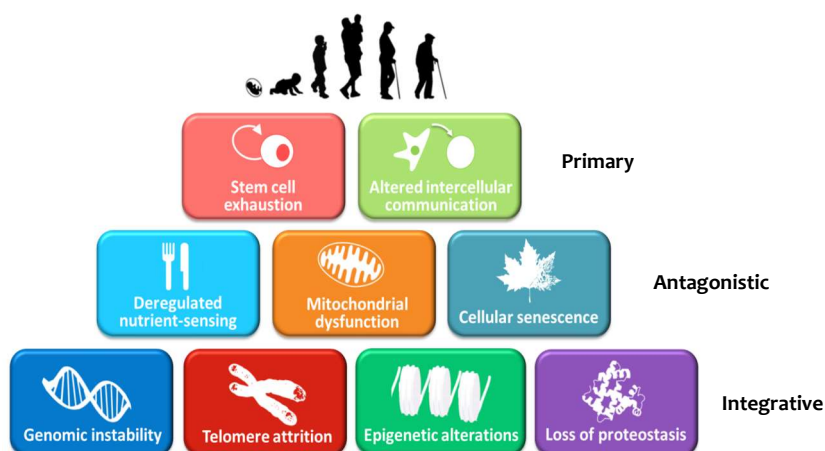 Stem cell
exhaustion
Altered intercellular
communication
Primary
Deregulated
nutrient-sensing
Mitochondrial
dysfunction
Cellular senescence
Antagonistic
Genomic instability
Telomere attrition
Epigenetic alterations
Loss of proteostasis
Integrative